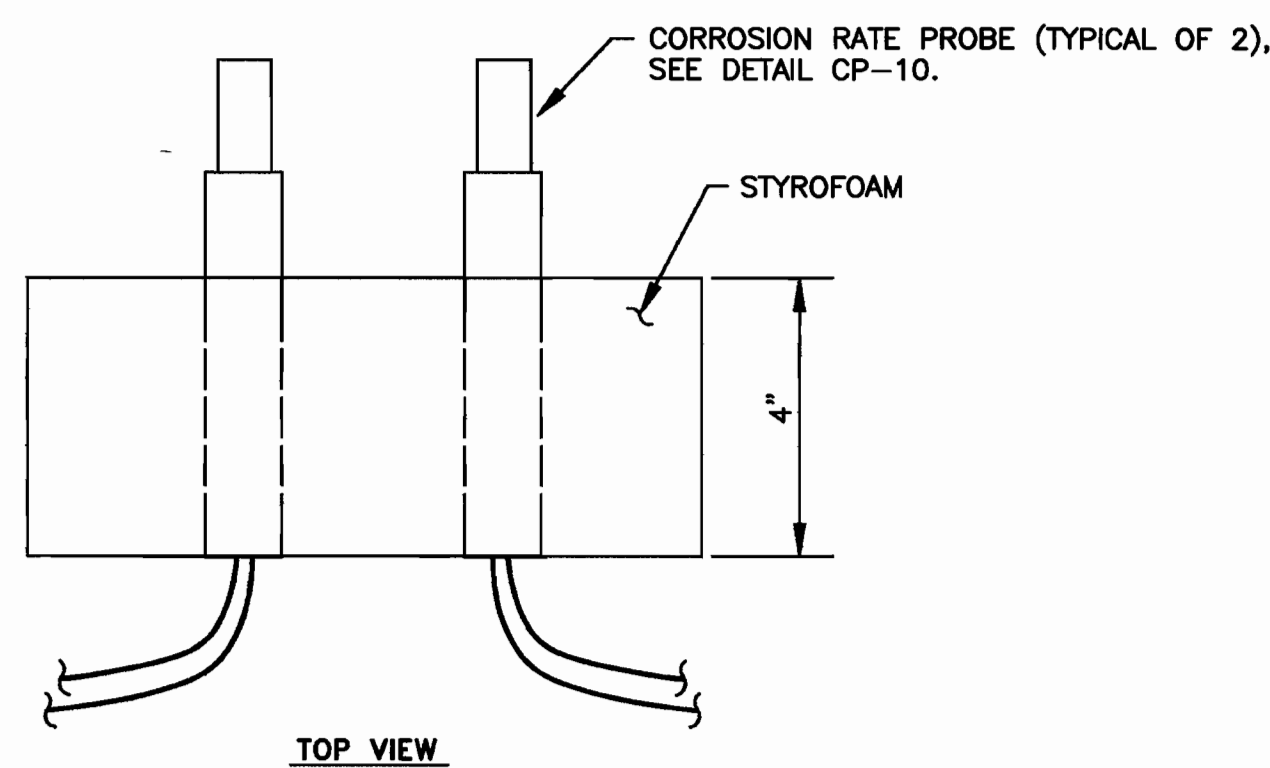 CORROSION RATE PROBE (TYPICAL OF 2),
SEE DETAIL CP-10.
STYROFOAM
4"
TOP VIEW